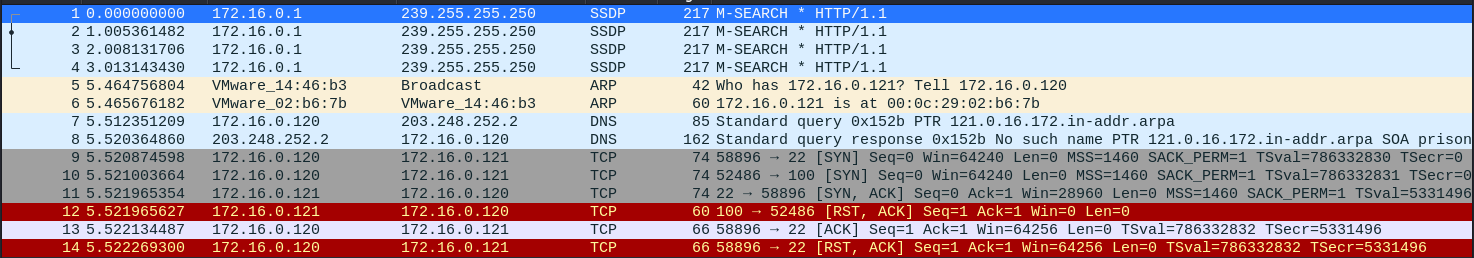 1 0.000000000 172.16.0.1 239.255.255.250 SSDP 217 M-SEARCH * HTTP/1.1
2 1.005361482 172.16.0.1 239.255.255.250 SSDP 217 M-SEARCH * HTTP/1.1
3 2.008131706 172.16.0.1 239.255.255.250 SSDP 217 M-SEARCH * HTTP/1.1
4 3.013143430 172.16.0.1 239.255.255.250 SSDP 217 M-SEARCH * HTTP/1.1
5 5.464756804 VMware_14:46:b3 Broadcast ARP 42 Who has 172.16.0.121? Tell 172.16.0.120
6 5.465676182 VMware_02:b6:7b VMware_14:46:b3 ARP 60 172.16.0.121 is at 00:0c:29:02:b6:7b
7 5.512351209 172.16.0.120 203.248.252.2 DNS 85 Standard query 0x152b PTR 121.0.16.172.in-addr.arpa
8 5.520364860 203.248.252.2 172.16.0.120 DNS 162 Standard query response 0x152b No such name PTR 121.0.16.172.in-addr.arpa SOA prison
9 5.520874598 172.16.0.120 172.16.0.121 TCP 74 58896 → 22 [SYN] Seq=0 Win=64240 Len=0 MSS=1460 SACK_PERM=1 TSval=786332830 TSecr=0
10 5.521003664 172.16.0.120 172.16.0.121 TCP 74 52486 → 100 [SYN] Seq=0 Win=64240 Len=0 MSS=1460 SACK_PERM=1 TSval=786332831 TSecr=0
11 5.521965354 172.16.0.121 172.16.0.120 TCP 74 22 → 58896 [SYN, ACK] Seq=0 Ack=1 Win=28960 Len=0 MSS=1460 SACK_PERM=1 TSval=5331496
12 5.521965627 172.16.0.121 172.16.0.120 TCP 60 100 → 52486 [RST, ACK] Seq=1 Ack=1 Win=0 Len=0
13 5.522134487 172.16.0.120 172.16.0.121 TCP 66 58896 → 22 [ACK] Seq=1 Ack=1 Win=64256 Len=0 TSval=786332832 TSecr=5331496
14 5.522269300 172.16.0.120 172.16.0.121 TCP 66 58896 → 22 [RST, ACK] Seq=1 Ack=1 Win=64256 Len=0 TSval=786332832 TSecr=5331496